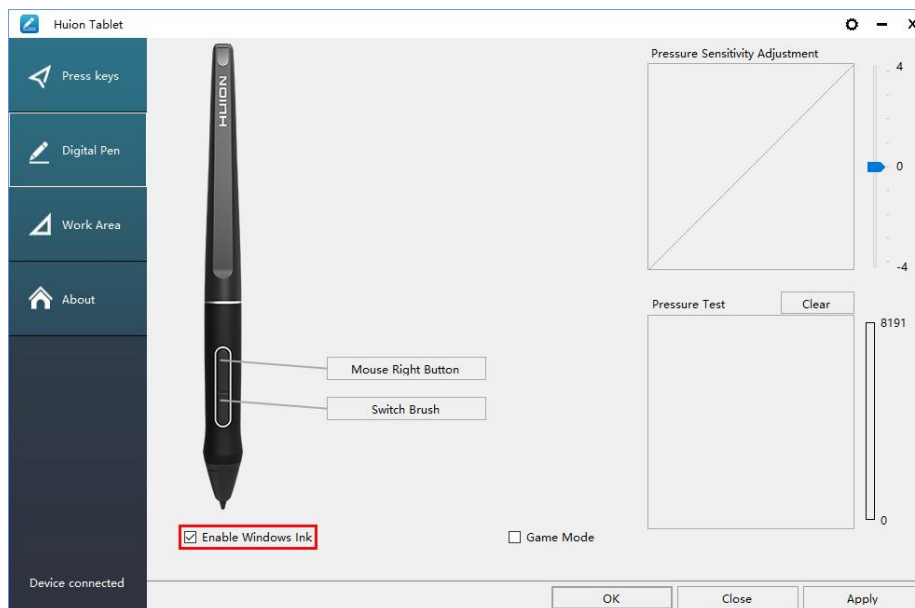 Huion Tablet
Press keys
Digital Pen
Work Area
About
Device connected
HUION
Mouse Right Button
Switch Brush
Enable Windows Ink
Game Mode
Pressure Sensitivity Adjustment
4
0
-4
Pressure Test
Clear
8191
0
OK
Close
Apply